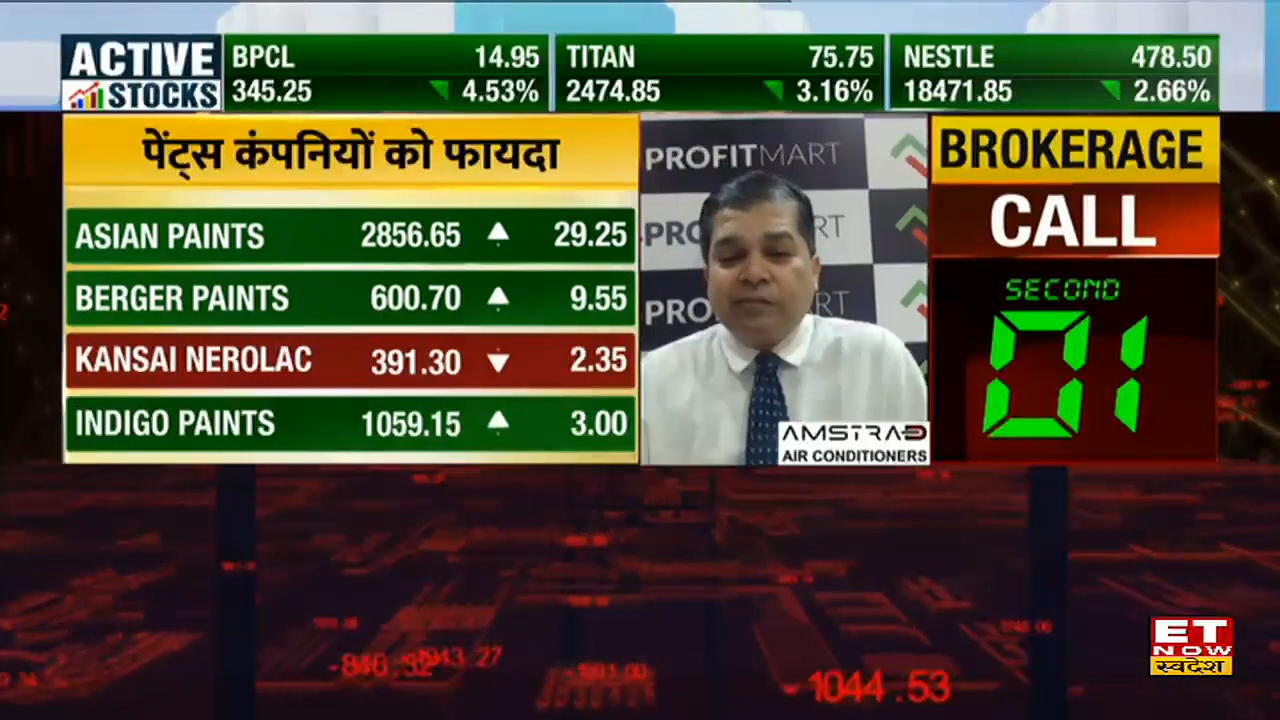 ACTIVE STOCKS
BPCL 14.95
345.25 4.53%
TITAN 75.75
2474.85 3.16%
NESTLE 478.50
18471.85 2.66%
पेंट्स कंपनियों को फायदा
ASIAN PAINTS 2856.65 ▲ 29.25
BERGER PAINTS 600.70 ▲ 9.55
KANSAI NEROLAC 391.30 ▼ 2.35
INDIGO PAINTS 1059.15 ▲ 3.00
PROFITMART
AMSTRAD
AIR CONDITIONERS
BROKERAGE
CALL
SECOND
01
-1044.53
ET
NOW
स्वदेश